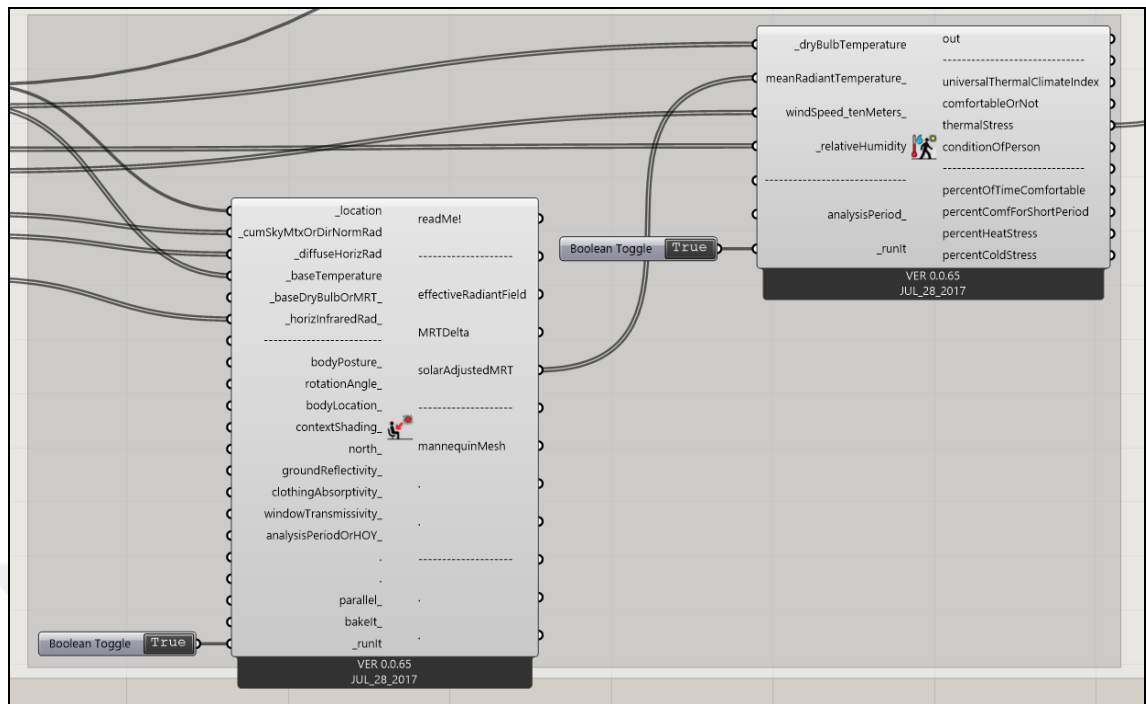 _dryBulbTemperature
meanRadiantTemperature_
windSpeed_tenMeters_
_relativeHumidity
------------------------------
analysisPeriod_
_runIt
out
------------------------------
universalThermalClimateIndex
comfortableOrNot
thermalStress
conditionOfPerson
------------------------------
percentOfTimeComfortable
percentComfForShortPeriod
percentHeatStress
percentColdStress
VER 0.0.65
JUL_28_2017
Boolean Toggle True
_location
_cumSkyMtxOrDirNormRad
_diffuseHorizRad
_baseTemperature
_baseDryBulbOrMRT_
_horizInfraredRad_
-------------------------
bodyPosture_
rotationAngle_
bodyLocation_
contextShading_
north_
groundReflectivity_
clothingAbsorptivity_
windowTransmissivity_
analysisPeriodOrHOY_
.
.
parallel_
bakeIt_
_runIt
readMe!
--------------------
effectiveRadiantField
MRTDelta
solarAdjustedMRT
--------------------
mannequinMesh
.
.
--------------------
.
.
VER 0.0.65
JUL_28_2017
Boolean Toggle True